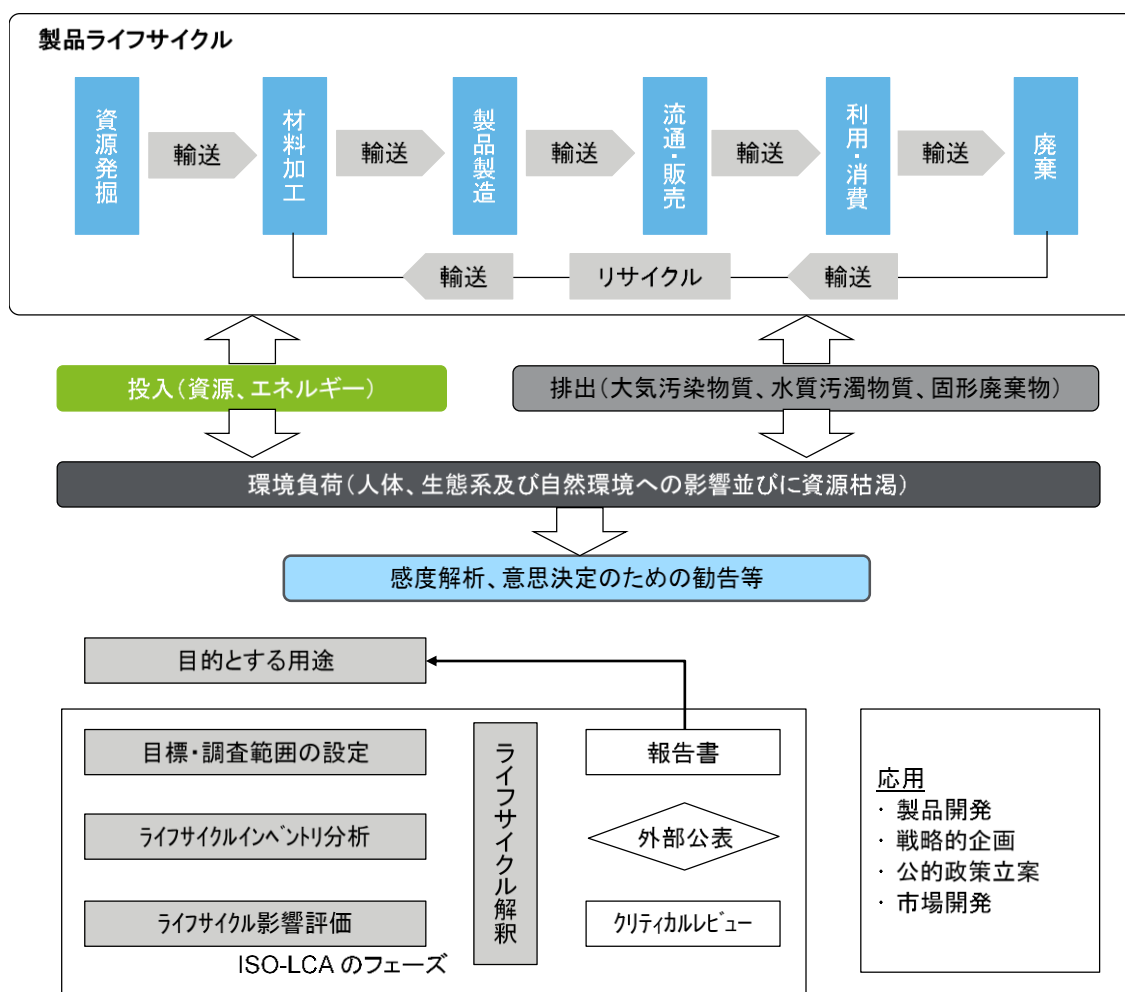 製品ライフサイクル
資源発掘
輸送
材料加工
輸送
製品製造
輸送
流通・販売
輸送
利用・消費
輸送
廃棄
輸送
リサイクル
輸送
投入(資源、エネルギー)
排出(大気汚染物質、水質汚濁物質、固形廃棄物)
環境負荷(人体、生態系及び自然環境への影響並びに資源枯渇)
感度解析、意思決定のための勧告等
目的とする用途
目標・調査範囲の設定
ライフサイクルインベントリ分析
ライフサイクル影響評価
ISO-LCA のフェーズ
ライフサイクル解釈
報告書
外部公表
クリティカルレビュー
応用
・ 製品開発
・ 戦略的企画
・ 公的政策立案
・ 市場開発